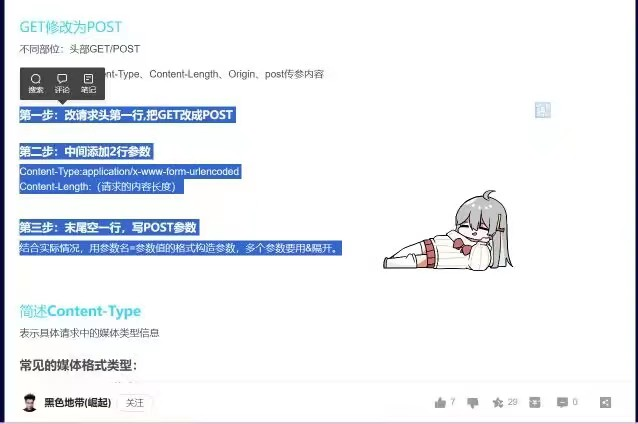 GET修改为POST
不同部位：头部GET/POST
nt-Type、Content-Length、Origin、post传参内容
搜索 评论 笔记
第一步：改请求头第一行,把GET改成POST
第二步：中间添加2行参数
Content-Type:application/x-www-form-urlencoded
Content-Length:（请求的内容长度）
第三步：末尾空一行，写POST参数
结合实际情况，用参数名=参数值的格式构造参数，多个参数要用&隔开。
简述Content-Type
表示具体请求中的媒体类型信息
常见的媒体格式类型：
黑色地带(崛起) 关注 7 29 0